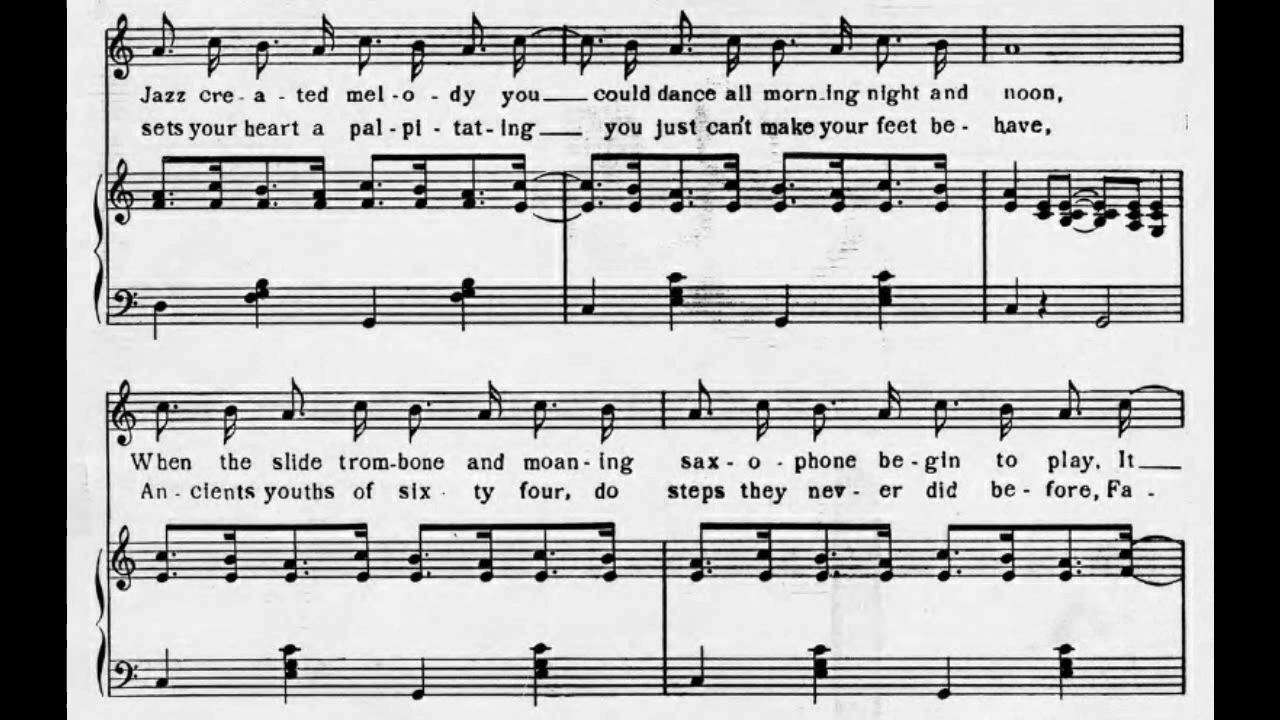 Jazz cre-a-ted mel-o-dy you___ could dance all morn-ing night and noon,
sets your heart a pal-pi-tat-ing___ you just can't make your feet be-have,
When the slide trom-bone and moan-ing sax-o-phone be-gin to play, It___
An-cients youths of six-ty four, do steps they nev-er did be-fore, Fa-